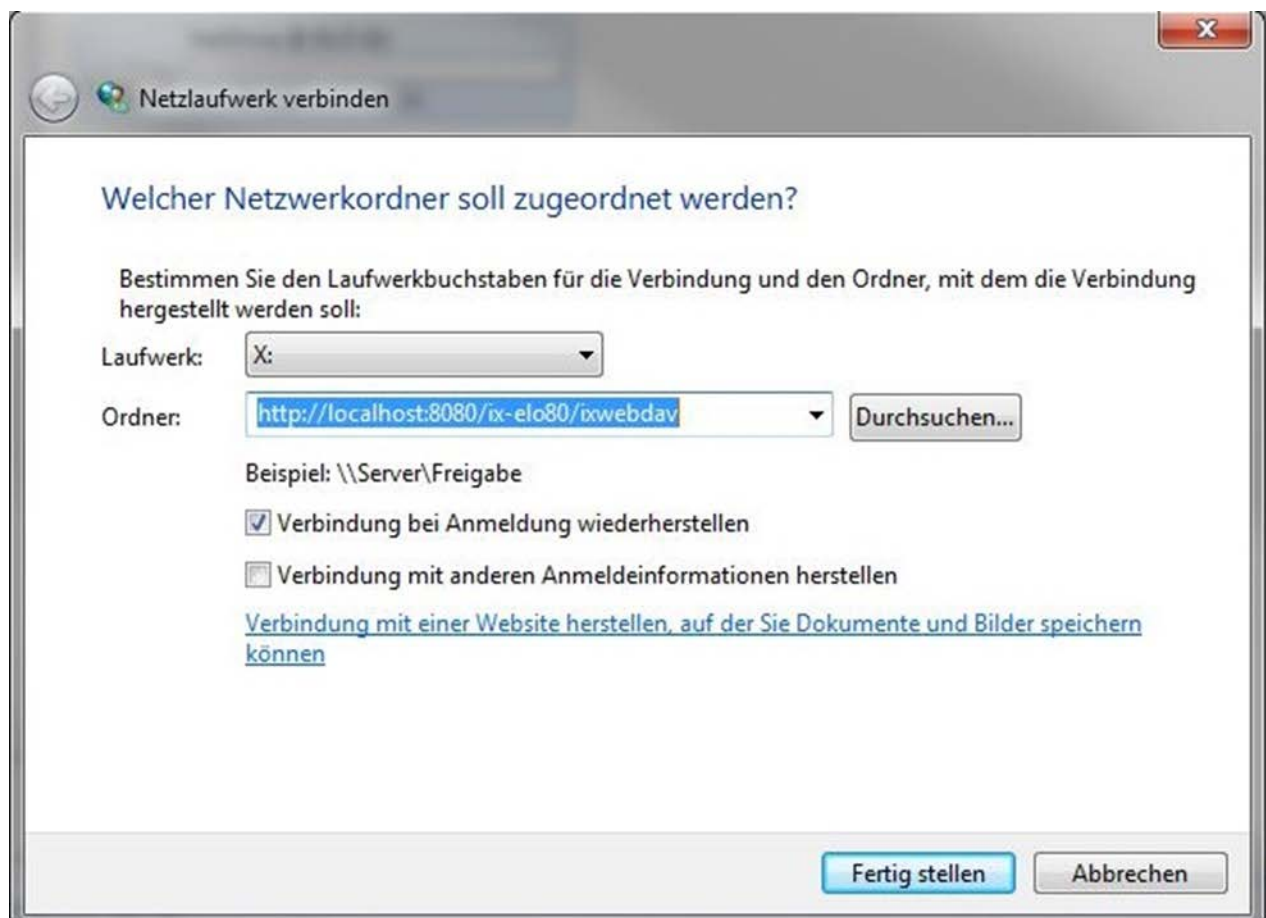 Netzlaufwerk verbinden
Welcher Netzwerkordner soll zugeordnet werden?
Bestimmen Sie den Laufwerkbuchstaben für die Verbindung und den Ordner, mit dem die Verbindung
hergestellt werden soll:
Laufwerk: X:
Ordner: http://localhost:8080/ix-elo80/ixwebdav Durchsuchen...
Beispiel: \\Server\Freigabe
Verbindung bei Anmeldung wiederherstellen
Verbindung mit anderen Anmeldeinformationen herstellen
Verbindung mit einer Website herstellen, auf der Sie Dokumente und Bilder speichern
können
Fertig stellen Abbrechen